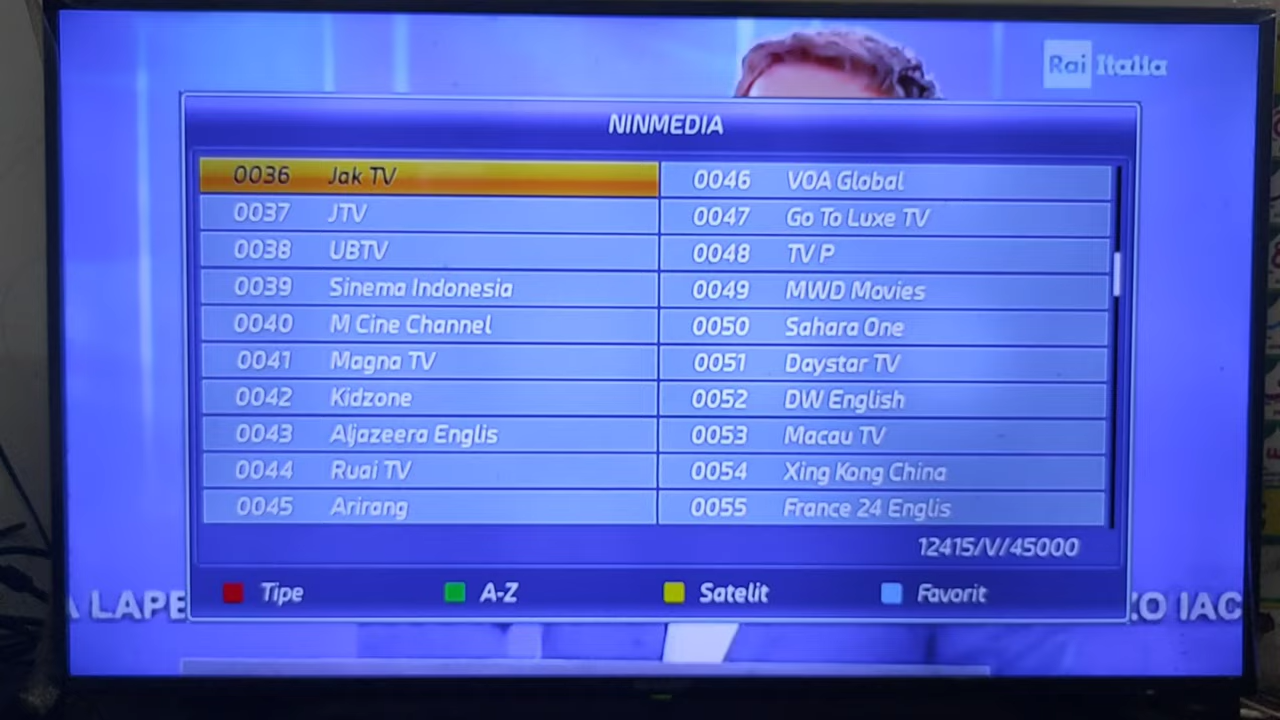 Rai Italia
NINMEDIA
0036 Jak TV
0037 JTV
0038 UBTV
0039 Sinema Indonesia
0040 M Cine Channel
0041 Magna TV
0042 Kidzone
0043 Aljazeera Englis
0044 Ruai TV
0045 Arirang
0046 VOA Global
0047 Go To Luxe TV
0048 TV P
0049 MWD Movies
0050 Sahara One
0051 Daystar TV
0052 DW English
0053 Macau TV
0054 Xing Kong China
0055 France 24 Englis
12415/V/45000
Tipe A-Z Satelit Favorit
LAPE ZO IAC